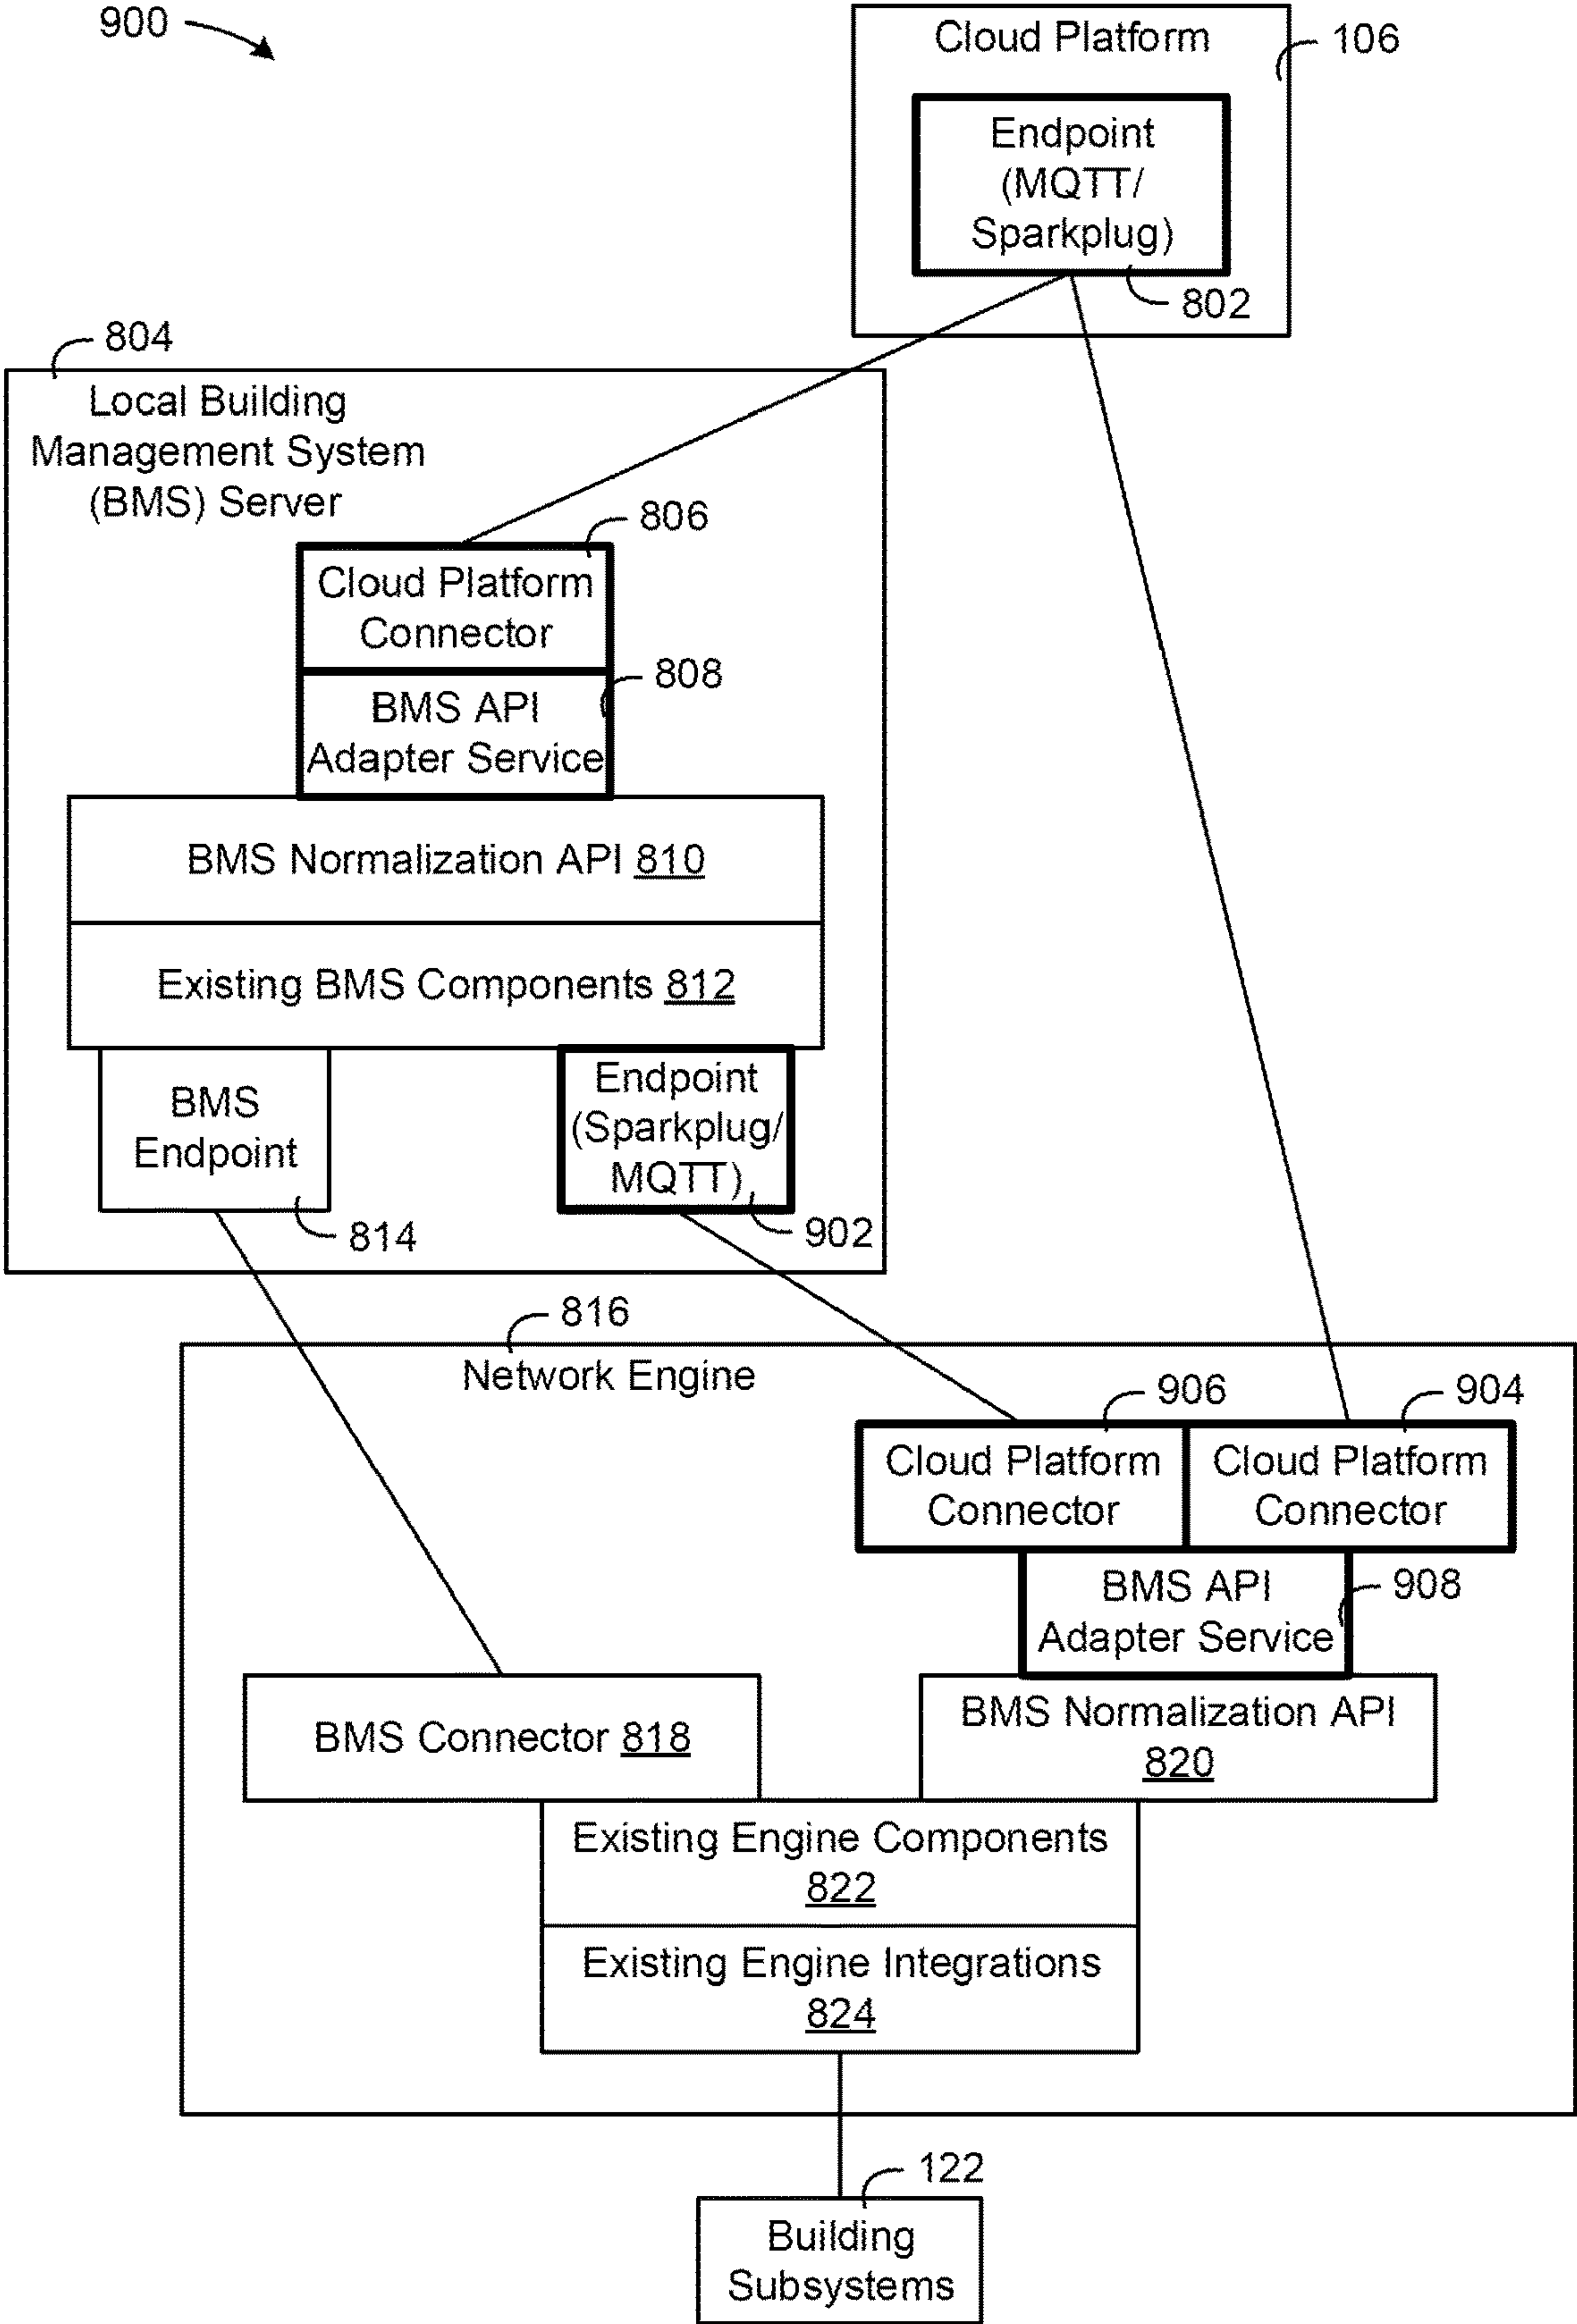 900
Cloud Platform
106
Endpoint
(MQTT/
Sparkplug)
802
804
Local Building
Management System
(BMS) Server
806
Cloud Platform
Connector
808
BMS API
Adapter Service
BMS Normalization API 810
Existing BMS Components 812
BMS
Endpoint
814
Endpoint
(Sparkplug/
MQTT)
902
816
Network Engine
906
904
Cloud Platform
Connector
Cloud Platform
Connector
BMS API
Adapter Service
908
BMS Connector 818
BMS Normalization API
820
Existing Engine Components
822
Existing Engine Integrations
824
122
Building
Subsystems